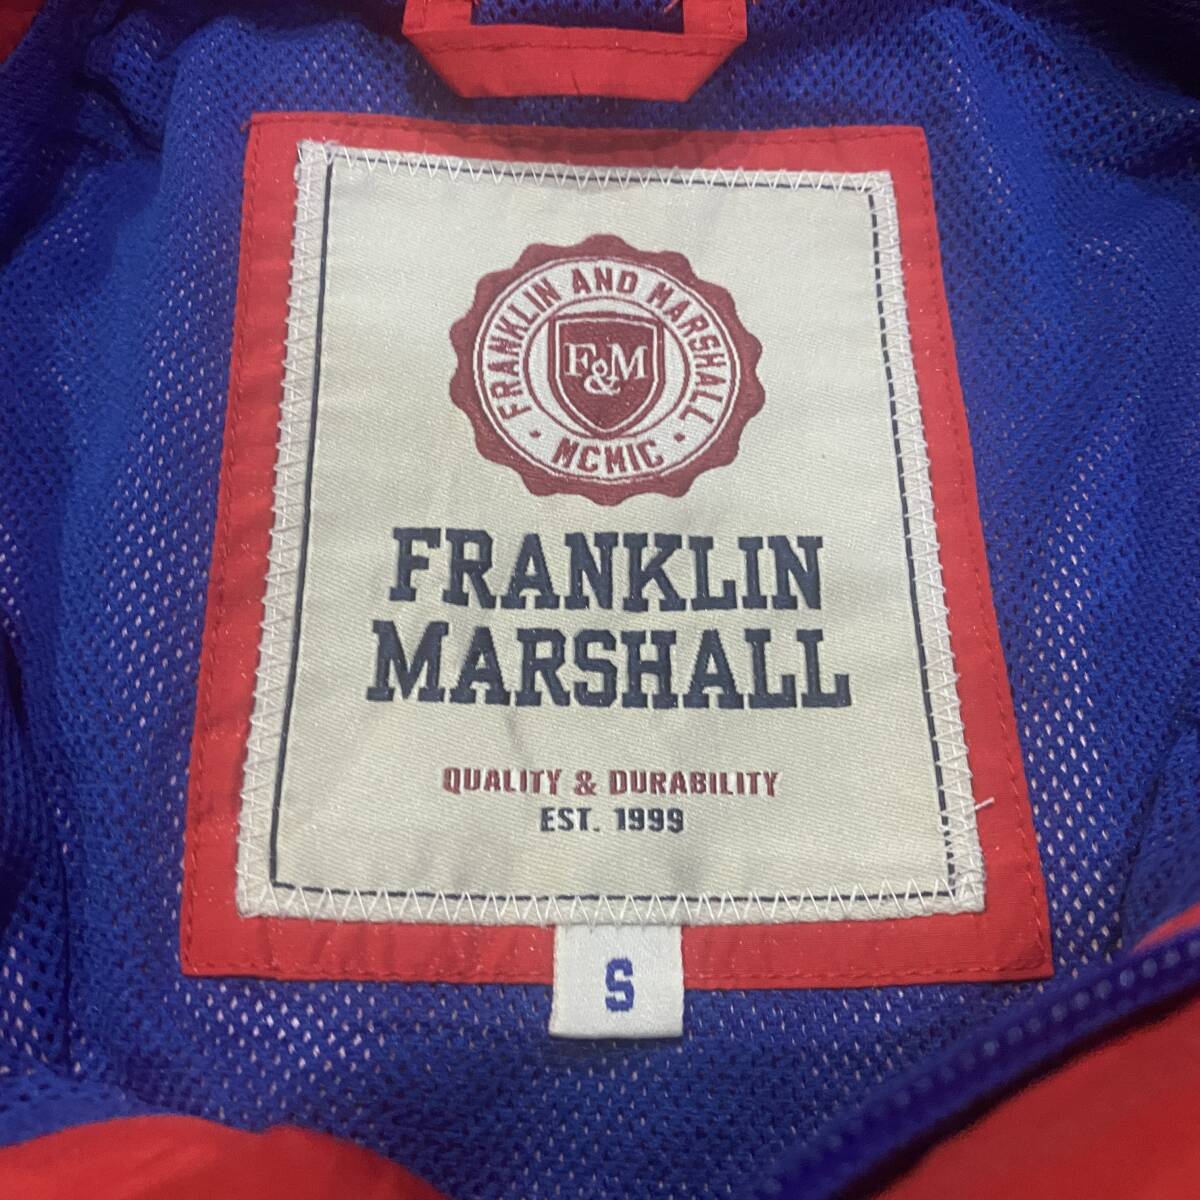 · FRANKLIN AND MARSHALL ·
MCMIC
F&M
FRANKLIN
MARSHALL
QUALITY & DURABILITY
EST. 1999
S